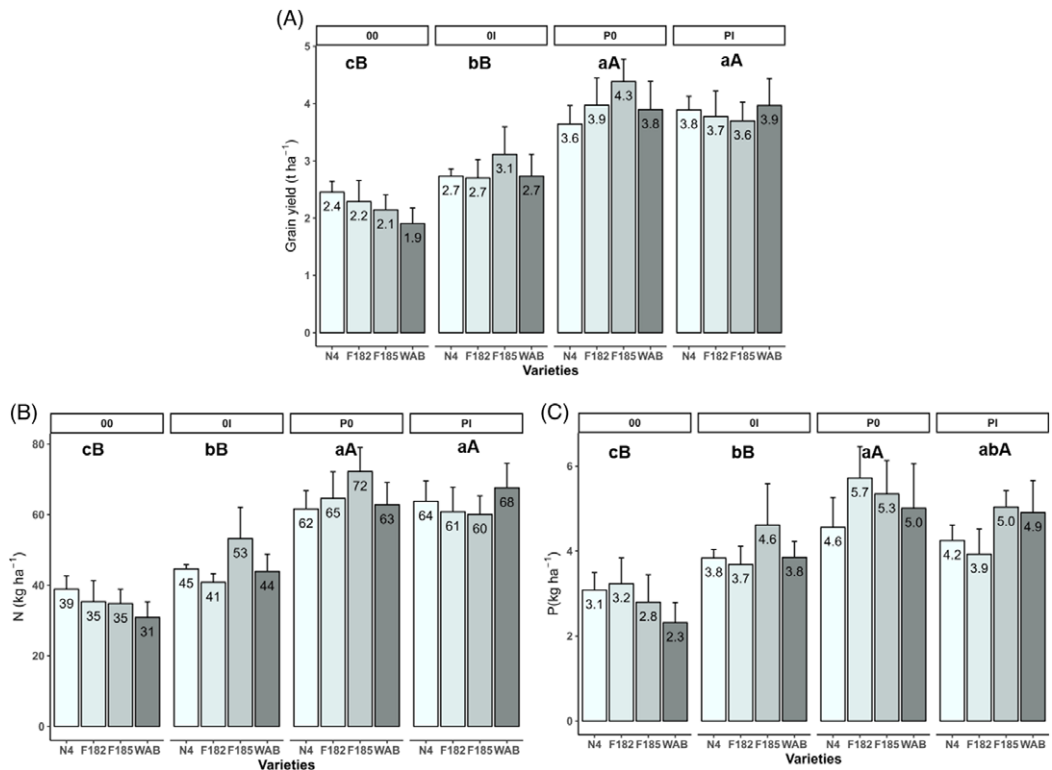 (A)
00 0I P0 PI
cB bB aA aA
Grain yield (t ha⁻¹)
5
4
3
2
1
0
2.4 2.2 2.1 1.9 2.7 2.7 3.1 2.7 3.6 3.9 4.3 3.8 3.8 3.7 3.6 3.9
N4 F182 F185 WAB N4 F182 F185 WAB N4 F182 F185 WAB N4 F182 F185 WAB
Varieties
(B)
00 0I P0 PI
cB bB aA aA
N (kg ha⁻¹)
80
60
40
20
0
39 35 35 31 45 41 53 44 62 65 72 63 64 61 60 68
N4 F182 F185 WAB N4 F182 F185 WAB N4 F182 F185 WAB N4 F182 F185 WAB
Varieties
(C)
00 0I P0 PI
cB bB aA abA
P(kg ha⁻¹)
6
4
2
0
3.1 3.2 2.8 2.3 3.8 3.7 4.6 3.8 4.6 5.7 5.3 5.0 4.2 3.9 5.0 4.9
N4 F182 F185 WAB N4 F182 F185 WAB N4 F182 F185 WAB N4 F182 F185 WAB
Varieties